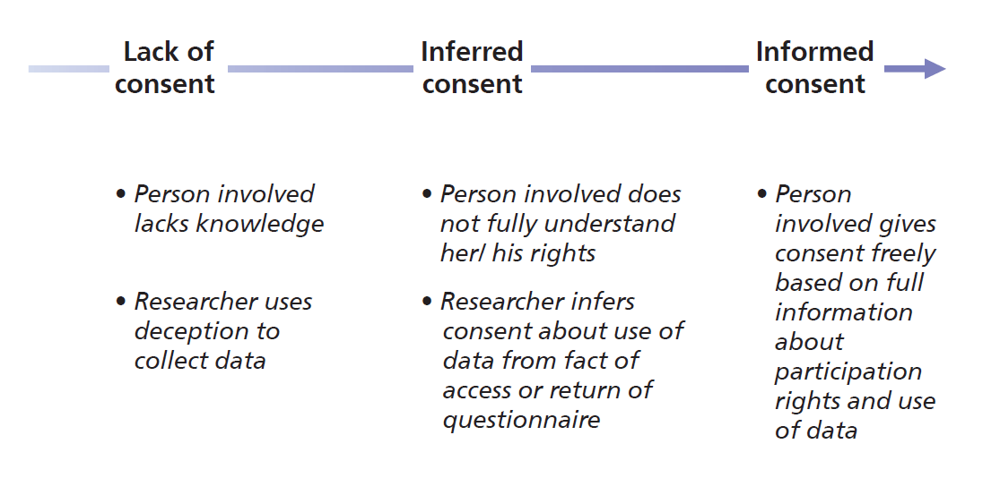 Lack of
consent
Inferred
consent
Informed
consent
• Person involved
lacks knowledge
• Researcher uses
deception to
collect data
• Person involved does
not fully understand
her/ his rights
• Researcher infers
consent about use of
data from fact of
access or return of
questionnaire
• Person
involved gives
consent freely
based on full
information
about
participation
rights and use
of data